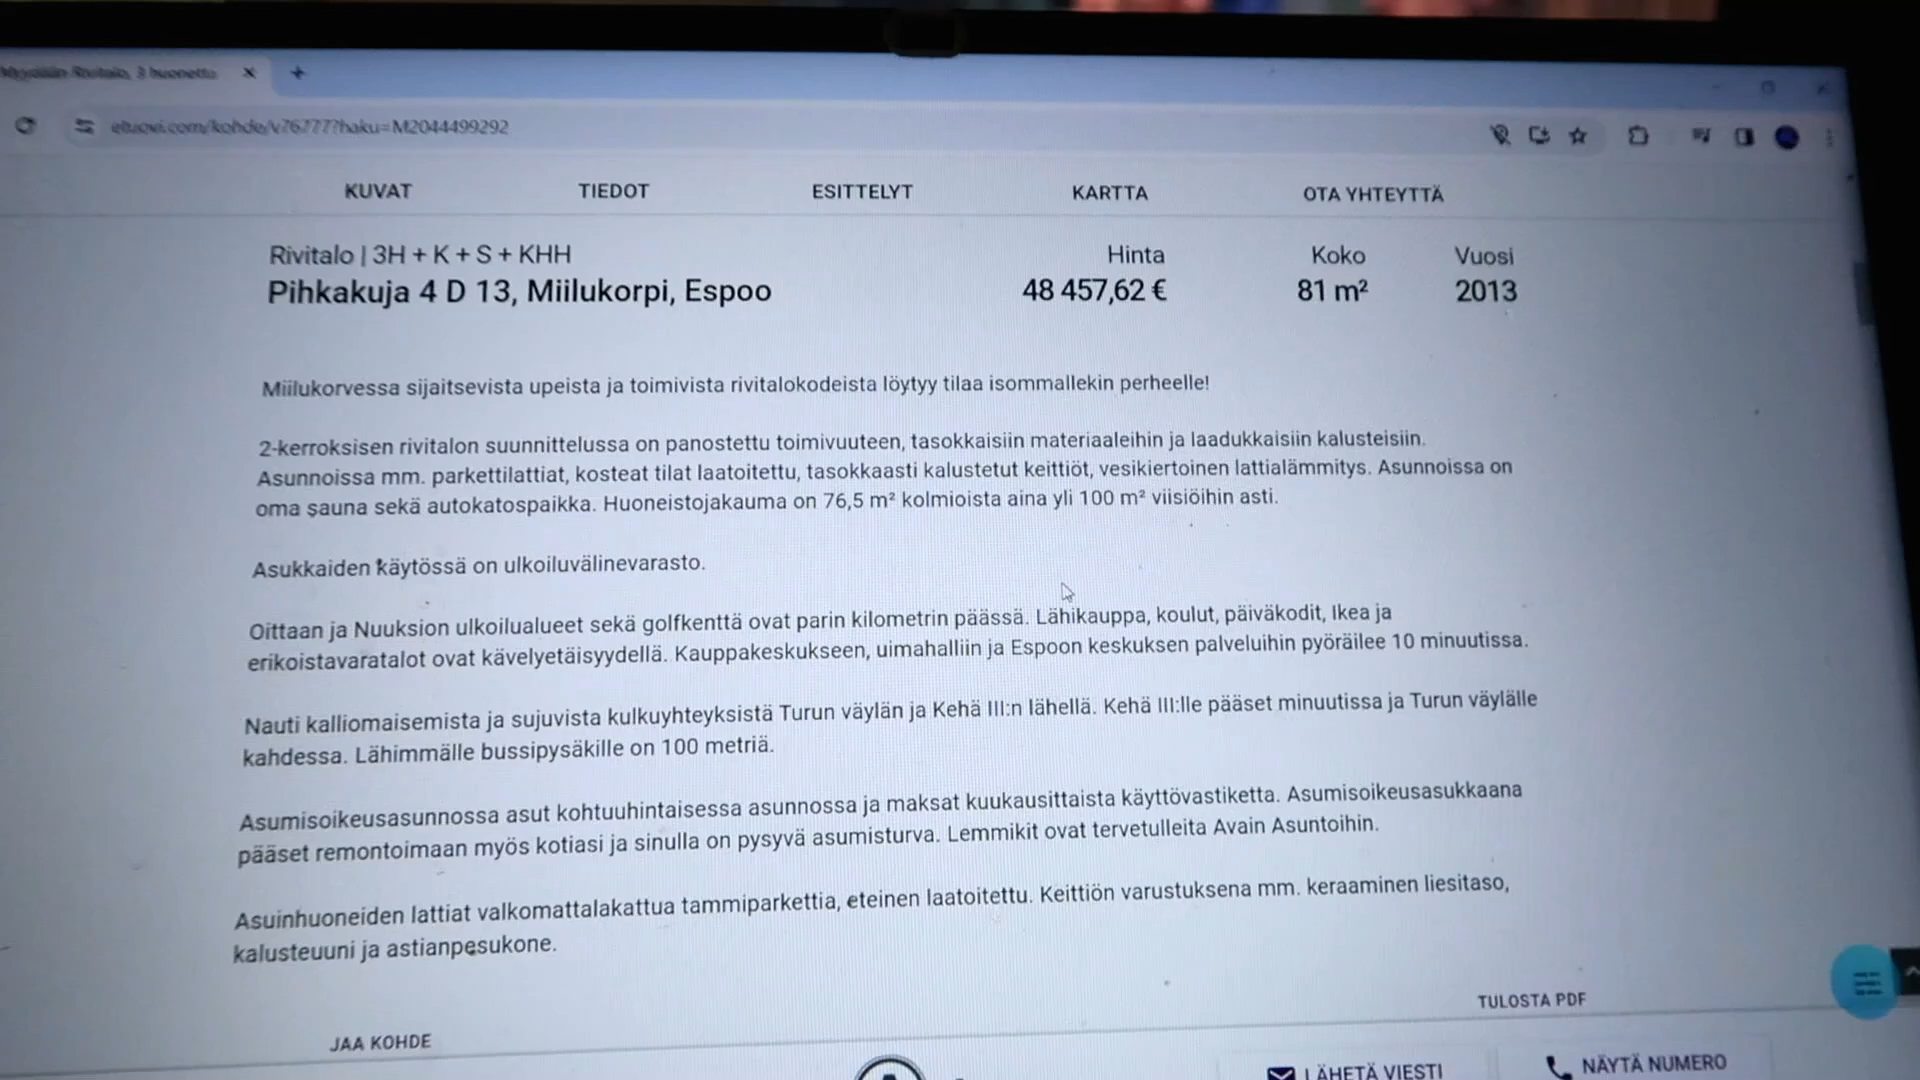 3 huonetta
etuovi.com/kohde/v76777?haku=M2044499292
KUVAT TIEDOT ESITTELYT KARTTA OTA YHTEYTTÄ
Rivitalo | 3H + K + S + KHH Hinta Koko Vuosi
Pihkakuja 4 D 13, Miilukorpi, Espoo 48 457,62 € 81 m² 2013
Miilukorvessa sijaitsevista upeista ja toimivista rivitalokodeista löytyy tilaa isommallekin perheelle!
2-kerroksisen rivitalon suunnittelussa on panostettu toimivuuteen, tasokkaisiin materiaaleihin ja laadukkaisiin kalusteisiin.
Asunnoissa mm. parkettilattiat, kosteat tilat laatoitettu, tasokkaasti kalustetut keittiöt, vesikiertoinen lattialämmitys. Asunnoissa on
oma sauna sekä autokatospaikka. Huoneistojakauma on 76,5 m² kolmioista aina yli 100 m² viisiöihin asti.
Asukkaiden käytössä on ulkoiluvälinevarasto.
Oittaan ja Nuuksion ulkoilualueet sekä golfkenttä ovat parin kilometrin päässä. Lähikauppa, koulut, päiväkodit, Ikea ja
erikoistavaratalot ovat kävelyetäisyydellä. Kauppakeskukseen, uimahalliin ja Espoon keskuksen palveluihin pyöräilee 10 minuutissa.
Nauti kalliomaisemista ja sujuvista kulkuyhteyksistä Turun väylän ja Kehä III:n lähellä. Kehä III:lle pääset minuutissa ja Turun väylälle
kahdessa. Lähimmälle bussipysäkille on 100 metriä.
Asumisoikeusasunnossa asut kohtuuhintaisessa asunnossa ja maksat kuukausittaista käyttövastiketta. Asumisoikeusasukkaana
pääset remontoimaan myös kotiasi ja sinulla on pysyvä asumisturva. Lemmikit ovat tervetulleita Avain Asuntoihin.
Asuinhuoneiden lattiat valkomattalakattua tammiparkettia, eteinen laatoitettu. Keittiön varustuksena mm. keraaminen liesitaso,
kalusteuuni ja astianpesukone.
TULOSTA PDF
JAA KOHDE
LÄHETÄ VIESTI NÄYTÄ NUMERO